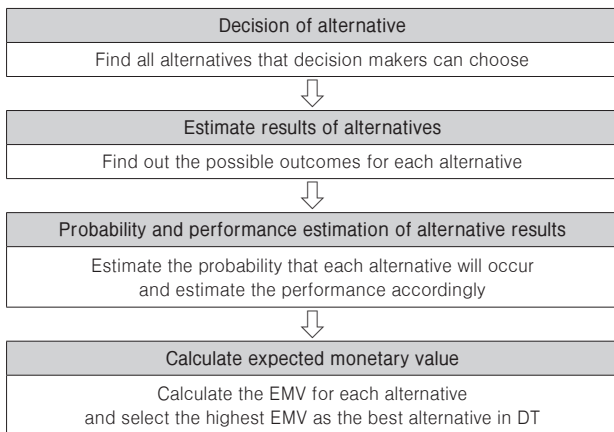 Decision of alternative
Find all alternatives that decision makers can choose
Estimate results of alternatives
Find out the possible outcomes for each alternative
Probability and performance estimation of alternative results
Estimate the probability that each alternative will occur
and estimate the performance accordingly
Calculate expected monetary value
Calculate the EMV for each alternative
and select the highest EMV as the best alternative in DT